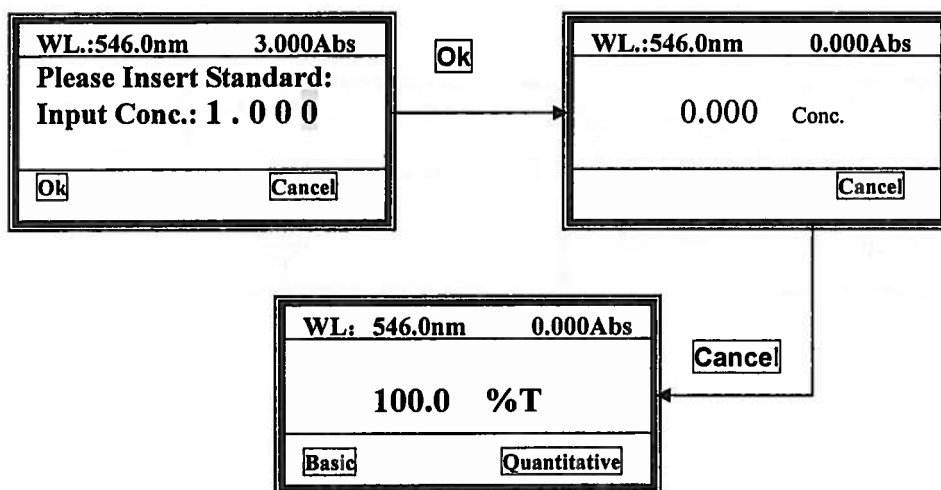 WL.:546.0nm 3.000Abs
Please Insert Standard:
Input Conc.: 1.000
Ok Cancel
Ok
WL.:546.0nm 0.000Abs
0.000 Conc.
Cancel
Cancel
WL: 546.0nm 0.000Abs
100.0 %T
Basic Quantitative